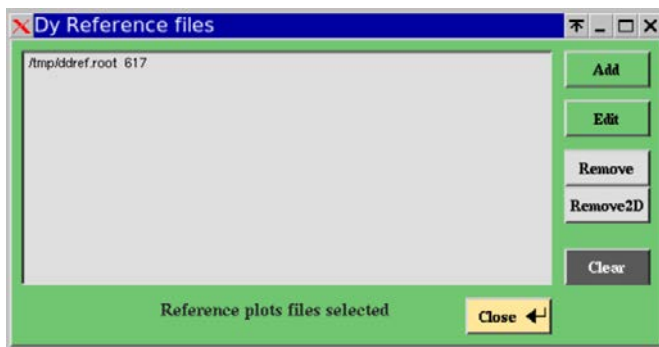 Dy Reference files
/tmp/ddref.root 617
Add
Edit
Remove
Remove2D
Clear
Reference plots files selected
Close